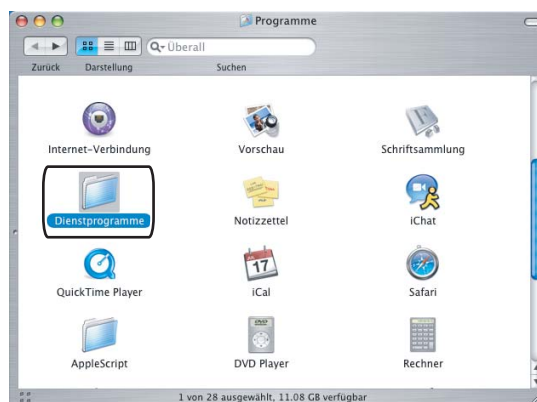 Programme
Überall
Zurück Darstellung Suchen
Internet-Verbindung Vorschau Schriftsammlung
Dienstprogramme Notizzettel iChat
17
QuickTime Player iCal Safari
DVD
AppleScript DVD Player Rechner
1 von 28 ausgewählt, 11.08 GB verfügbar